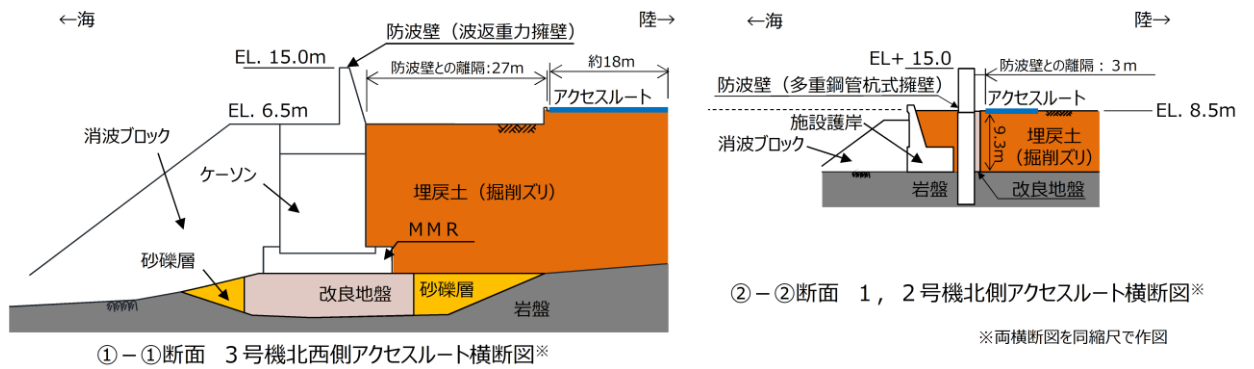 ←海
陸→
防波壁（波返重力擁壁）
EL. 15.0m
防波壁との離隔:27m
約18m
アクセスルート
EL. 6.5m
消波ブロック
ケーソン
埋戻土（掘削ズリ）
ＭＭＲ
砂礫層
改良地盤
砂礫層
岩盤
①－①断面　３号機北西側アクセスルート横断図※
←海
陸→
EL+ 15.0
防波壁との離隔：３ｍ
防波壁（多重鋼管杭式擁壁）
アクセスルート
EL. 8.5m
施設護岸
消波ブロック
9.3m
埋戻土
（掘削ズリ）
岩盤
改良地盤
②－②断面　１，２号機北側アクセスルート横断図※
※両横断図を同縮尺で作図